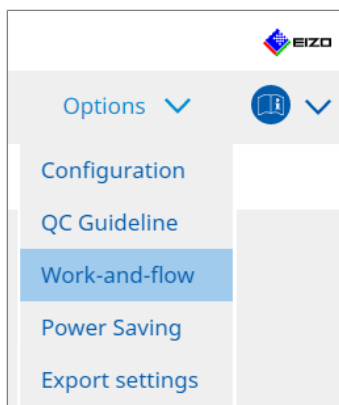 EIZO
Options
Configuration
QC Guideline
Work-and-flow
Power Saving
Export settings